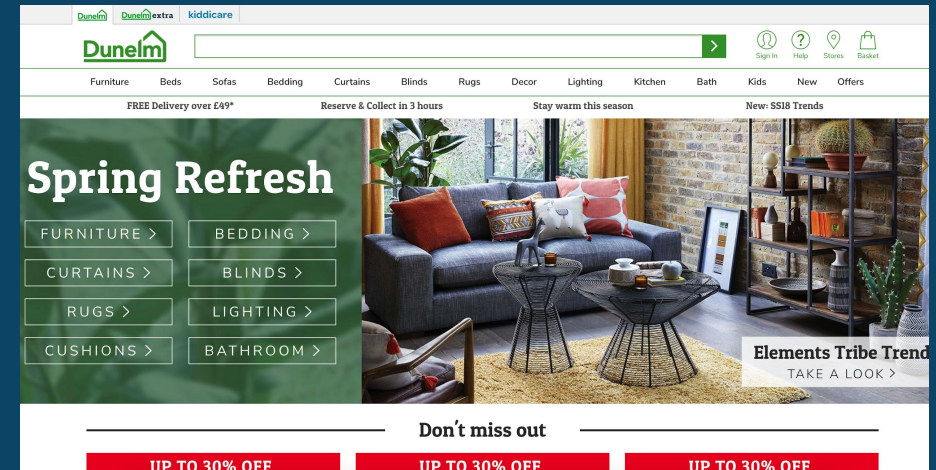 Dunelm Dunelm extra kiddicare
Dunelm
Sign In Help Stores Basket
Furniture Beds Sofas Bedding Curtains Blinds Rugs Decor Lighting Kitchen Bath Kids New Offers
FREE Delivery over £49* Reserve & Collect in 3 hours Stay warm this season New: SS18 Trends
Spring Refresh
FURNITURE > BEDDING >
CURTAINS > BLINDS >
RUGS > LIGHTING >
CUSHIONS > BATHROOM >
Elements Tribe Trend
TAKE A LOOK >
Don't miss out
UP TO 30% OFF UP TO 30% OFF UP TO 30% OFF